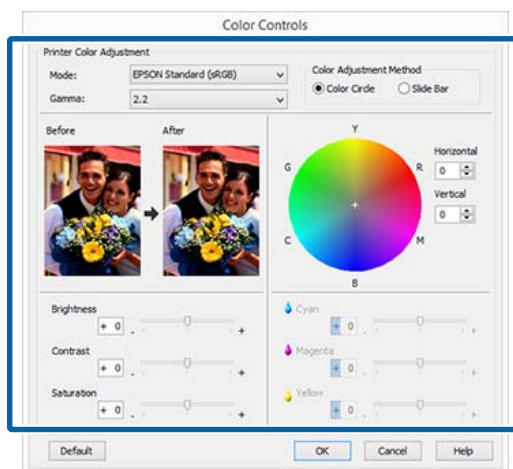 Color Controls
Printer Color Adjustment
Mode: EPSON Standard (sRGB)
Gamma: 2.2
Color Adjustment Method
Color Circle Slide Bar
Before After
Y
G R
C M
B
Horizontal
0
Vertical
0
Brightness
+ 0 - +
Contrast
+ 0 - +
Saturation
+ 0 - +
Cyan
+ 0 - +
Magenta
+ 0 - +
Yellow
+ 0 - +
Default OK Cancel Help